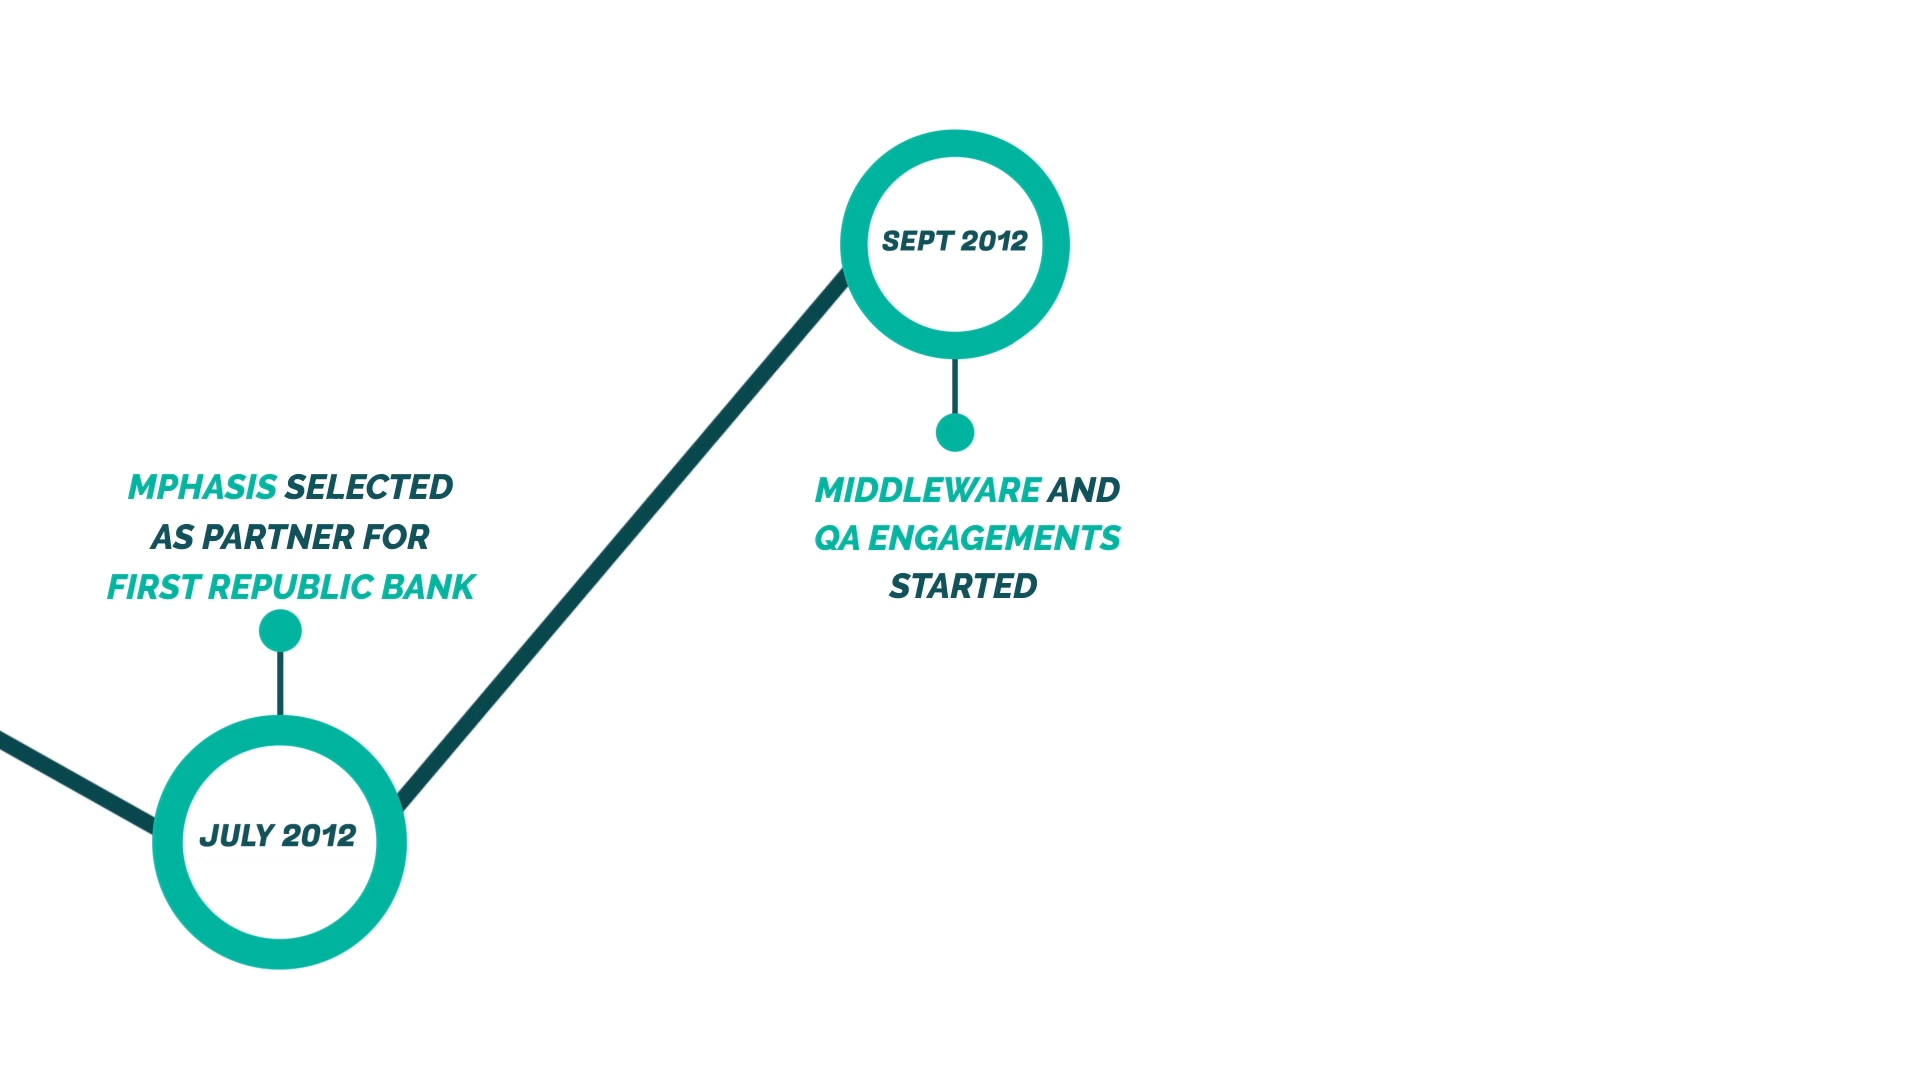 MPHASIS SELECTED
AS PARTNER FOR
FIRST REPUBLIC BANK
JULY 2012
SEPT 2012
MIDDLEWARE AND
QA ENGAGEMENTS
STARTED